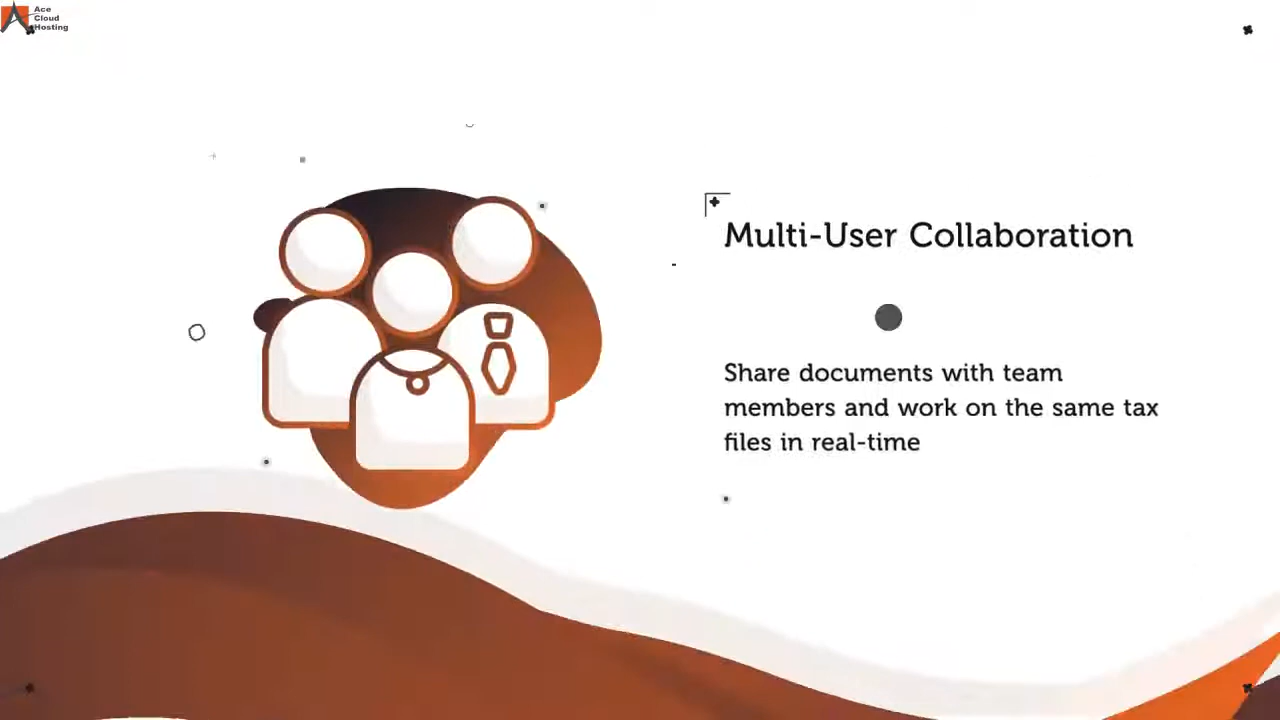 Ace
Cloud
Hosting
Multi-User Collaboration
Share documents with team
members and work on the same tax
files in real-time